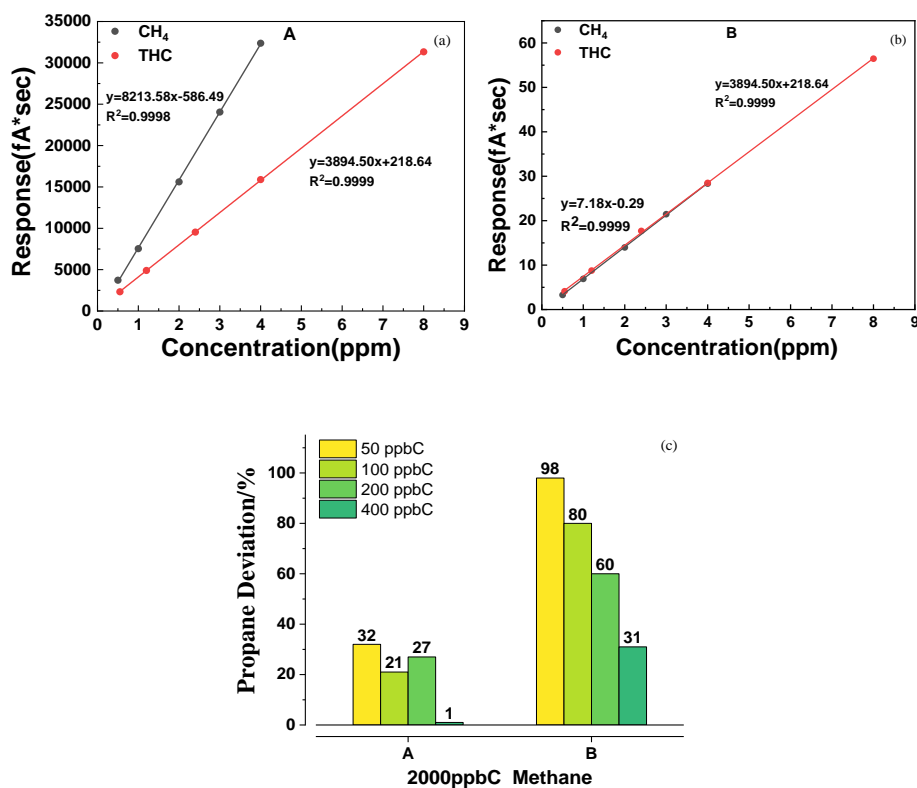 A
(a)
CH4
THC
y=8213.58x-586.49
R2=0.9998
y=3894.50x+218.64
R2=0.9999
35000
30000
25000
20000
15000
10000
5000
0
0 1 2 3 4 5 6 7 8 9
Response(fA*sec)
Concentration(ppm)
B
(b)
CH4
THC
y=3894.50x+218.64
R2=0.9999
y=7.18x-0.29
R2=0.9999
60
50
40
30
20
10
0
0 1 2 3 4 5 6 7 8 9
Response(fA*sec)
Concentration(ppm)
(c)
50 ppbC
100 ppbC
200 ppbC
400 ppbC
100
80
60
40
20
0
Propane Deviation/%
32
21
27
1
98
80
60
31
A B
2000ppbC Methane